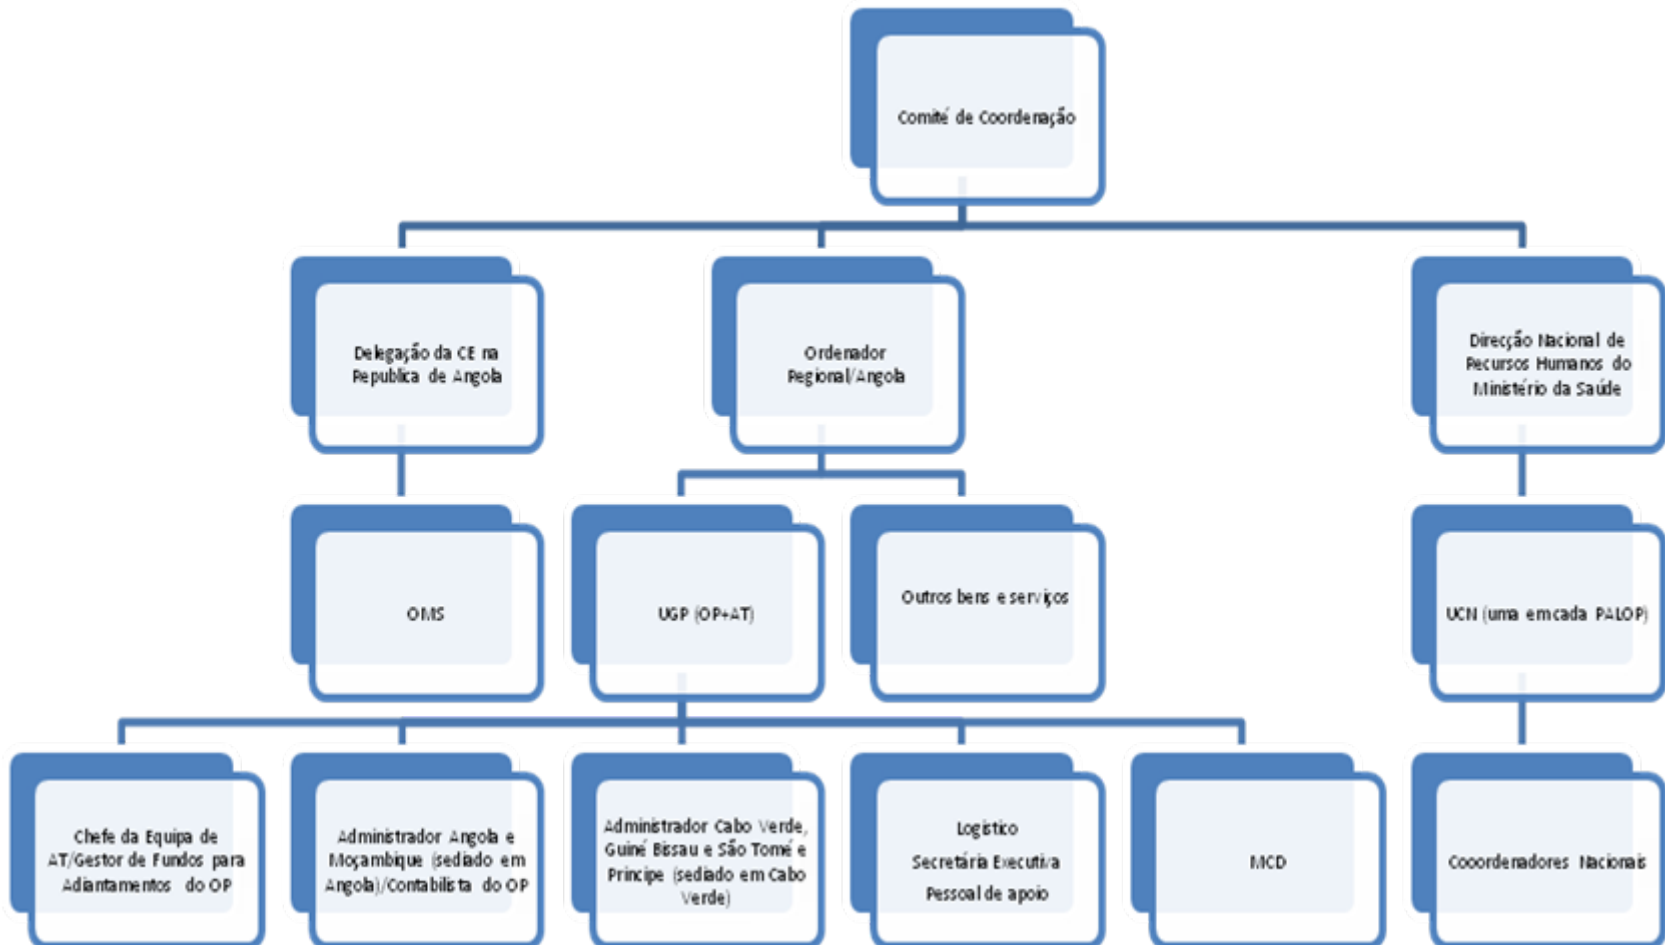 Comité de Coordenação
Delegação da CE na
Republica de Angola
Ordenador
Regional/Angola
Direcção Nacional de
Recursos Humanos do
Ministério da Saúde
OMS
UGP (OP+AT)
Outros bens e serviços
UCN (uma em cada PALOP)
Chefe da Equipa de
AT/Gestor de Fundos para
Adiantamentos do OP
Administrador Angola e
Moçambique (sediado em
Angola)/Contabilista do OP
Administrador Cabo Verde,
Guiné Bissau e São Tomé e
Principe (sediado em Cabo
Verde)
Logístico
Secretária Executiva
Pessoal de apoio
MCD
Cooordenadores Nacionais